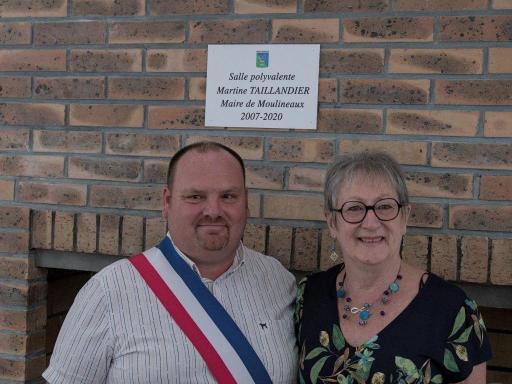 Salle polyvalente
Martine TAILLANDIER
Maire de Moulineaux
2007-2020